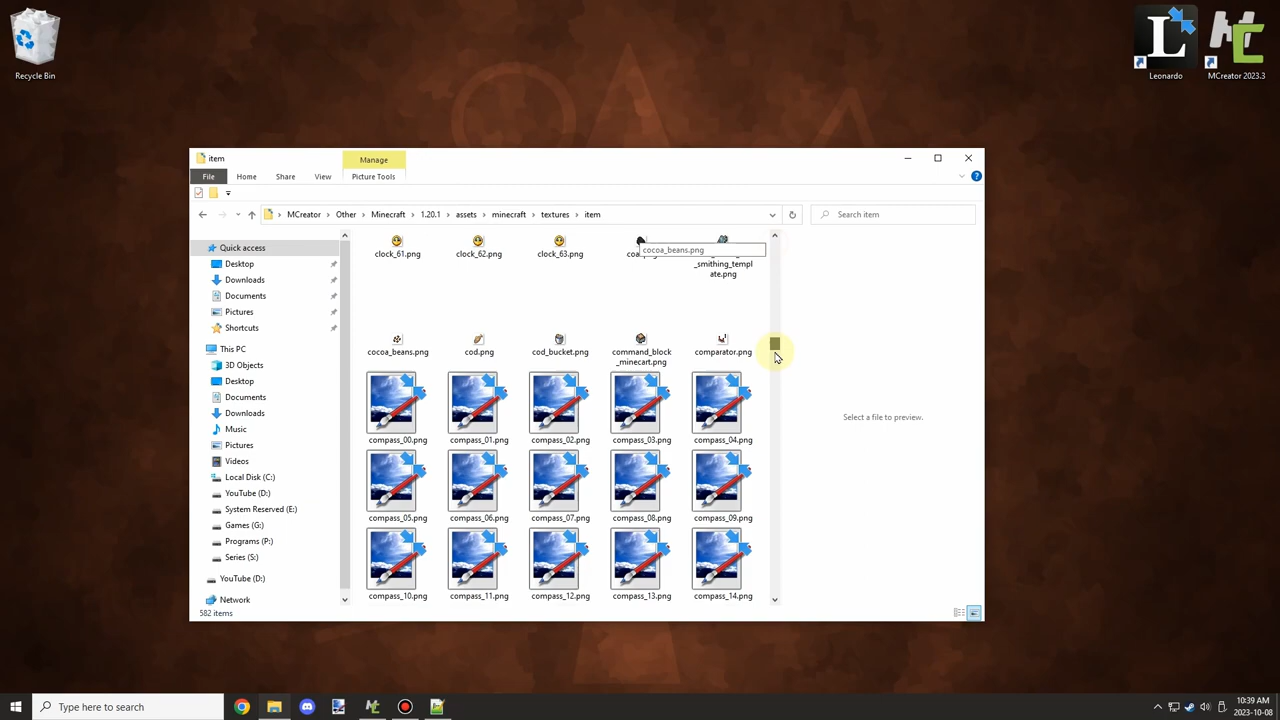 Recycle Bin
Leonardo
MCreator 2023.3
item
Manage
File
Home
Share
View
Picture Tools
MCreator
Other
Minecraft
1.20.1
assets
minecraft
textures
item
Search item
Quick access
Desktop
Downloads
Documents
Pictures
Shortcuts
This PC
3D Objects
Desktop
Documents
Downloads
Music
Pictures
Videos
Local Disk (C:)
YouTube (D:)
System Reserved (E:)
Games (G:)
Programs (P:)
Series (S:)
YouTube (D:)
Network
clock_61.png
clock_62.png
clock_63.png
cocoa_beans.png
_smithing_templ
ate.png
cocoa_beans.png
cod.png
cod_bucket.png
command_block
_minecart.png
comparator.png
compass_00.png
compass_01.png
compass_02.png
compass_03.png
compass_04.png
compass_05.png
compass_06.png
compass_07.png
compass_08.png
compass_09.png
compass_10.png
compass_11.png
compass_12.png
compass_13.png
compass_14.png
Select a file to preview.
582 items
Type here to search
10:39 AM
2023-10-08